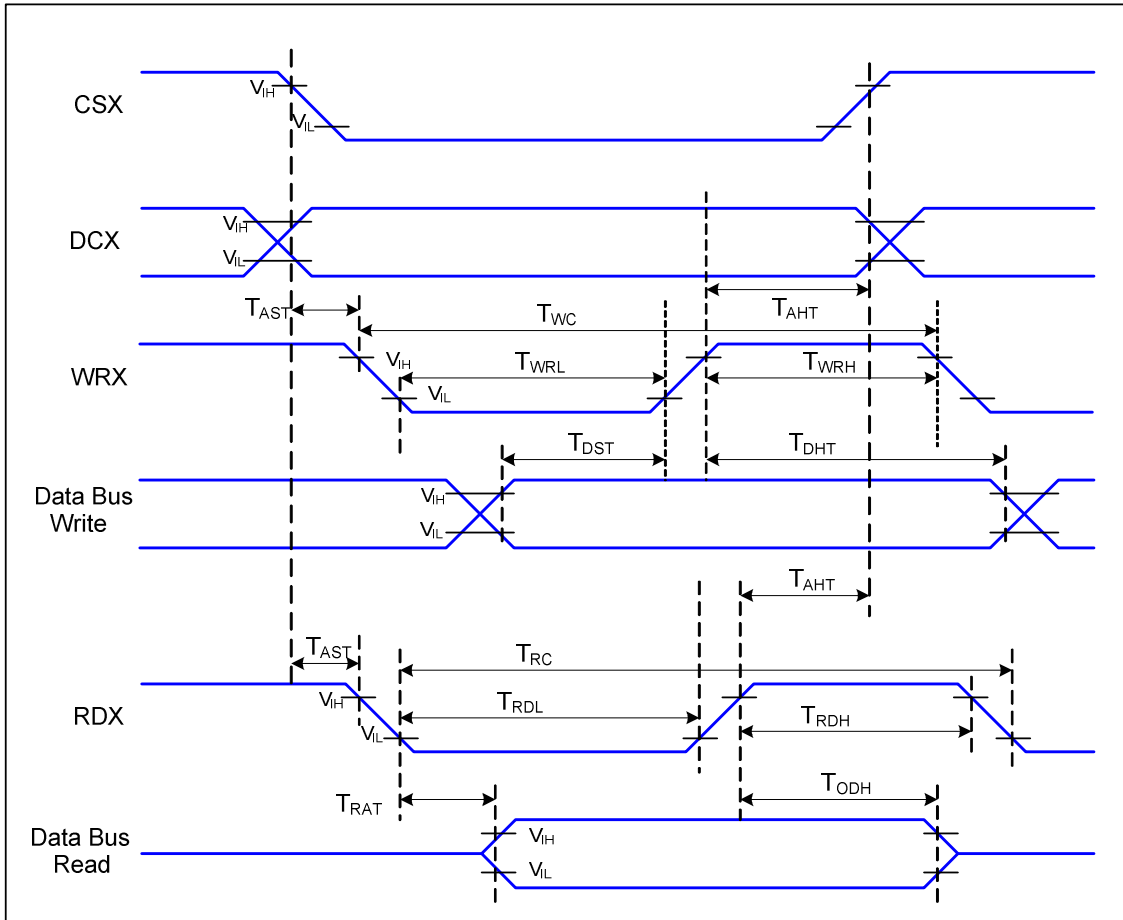 CSX
VIH
VIL
DCX
VIH
VIL
TAST
TAHT
TWC
WRX
VIH
VIL
TWRL
TWRH
TDST
TDHT
Data Bus
Write
VIH
VIL
TAHT
TAST
TRC
RDX
VIH
VIL
TRDL
TRDH
TRAT
TODH
Data Bus
Read
VIH
VIL